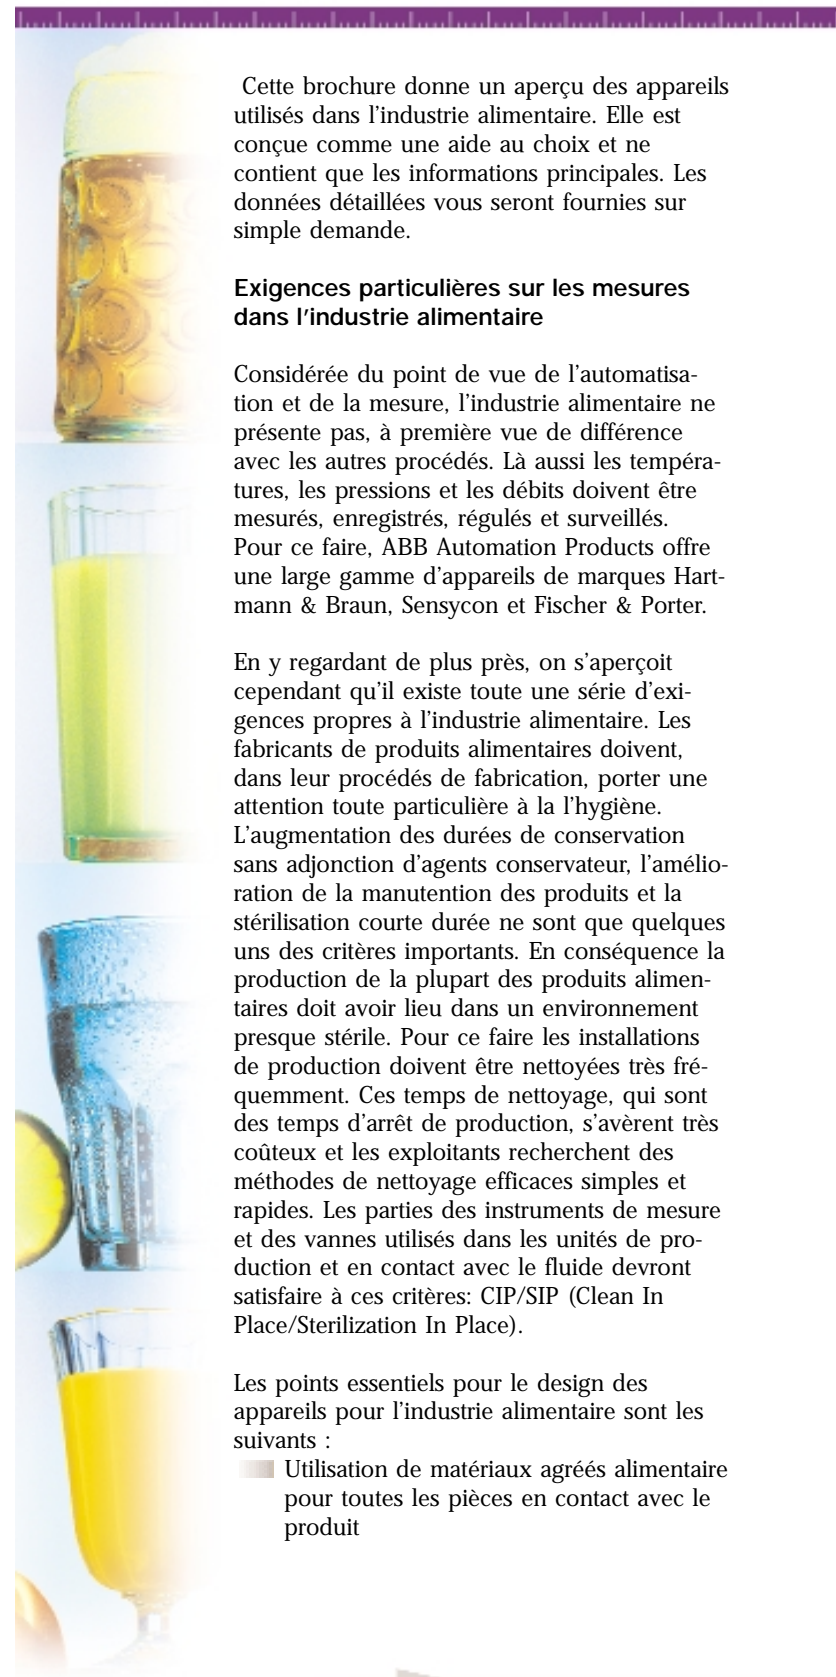 Cette brochure donne un aperçu des appareils
utilisés dans l'industrie alimentaire. Elle est
conçue comme une aide au choix et ne
contient que les informations principales. Les
données détaillées vous seront fournies sur
simple demande.
Exigences particulières sur les mesures
dans l'industrie alimentaire
Considérée du point de vue de l'automatisa-
tion et de la mesure, l'industrie alimentaire ne
présente pas, à première vue de différence
avec les autres procédés. Là aussi les tempéra-
tures, les pressions et les débits doivent être
mesurés, enregistrés, régulés et surveillés.
Pour ce faire, ABB Automation Products offre
une large gamme d'appareils de marques Hart-
mann & Braun, Sensycon et Fischer & Porter.
En y regardant de plus près, on s'aperçoit
cependant qu'il existe toute une série d'exi-
gences propres à l'industrie alimentaire. Les
fabricants de produits alimentaires doivent,
dans leur procédés de fabrication, porter une
attention toute particulière à la l'hygiène.
L'augmentation des durées de conservation
sans adjonction d'agents conservateur, l'amélio-
ration de la manutention des produits et la
stérilisation courte durée ne sont que quelques
uns des critères importants. En conséquence la
production de la plupart des produits alimen-
taires doit avoir lieu dans un environnement
presque stérile. Pour ce faire les installations
de production doivent être nettoyées très fré-
quemment. Ces temps de nettoyage, qui sont
des temps d'arrêt de production, s'avèrent très
coûteux et les exploitants recherchent des
méthodes de nettoyage efficaces simples et
rapides. Les parties des instruments de mesure
et des vannes utilisés dans les unités de pro-
duction et en contact avec le fluide devront
satisfaire à ces critères: CIP/SIP (Clean In
Place/Sterilization In Place).
Les points essentiels pour le design des
appareils pour l'industrie alimentaire sont les
suivants :
Utilisation de matériaux agréés alimentaire
pour toutes les pièces en contact avec le
produit